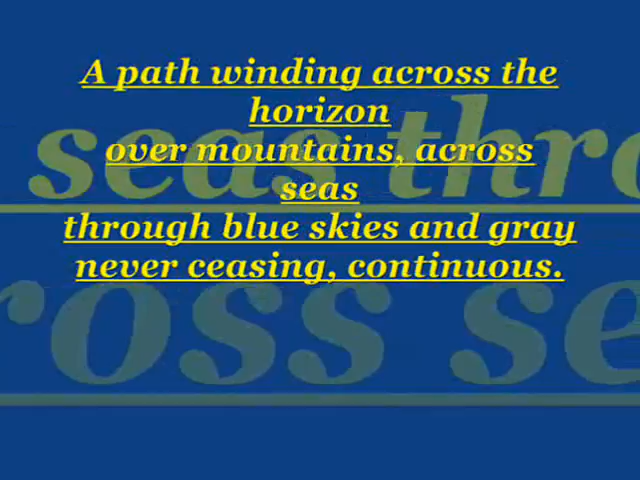 A path winding across the
horizon
over mountains, across
seas
through blue skies and gray
never ceasing, continuous.
seas thro
ross se